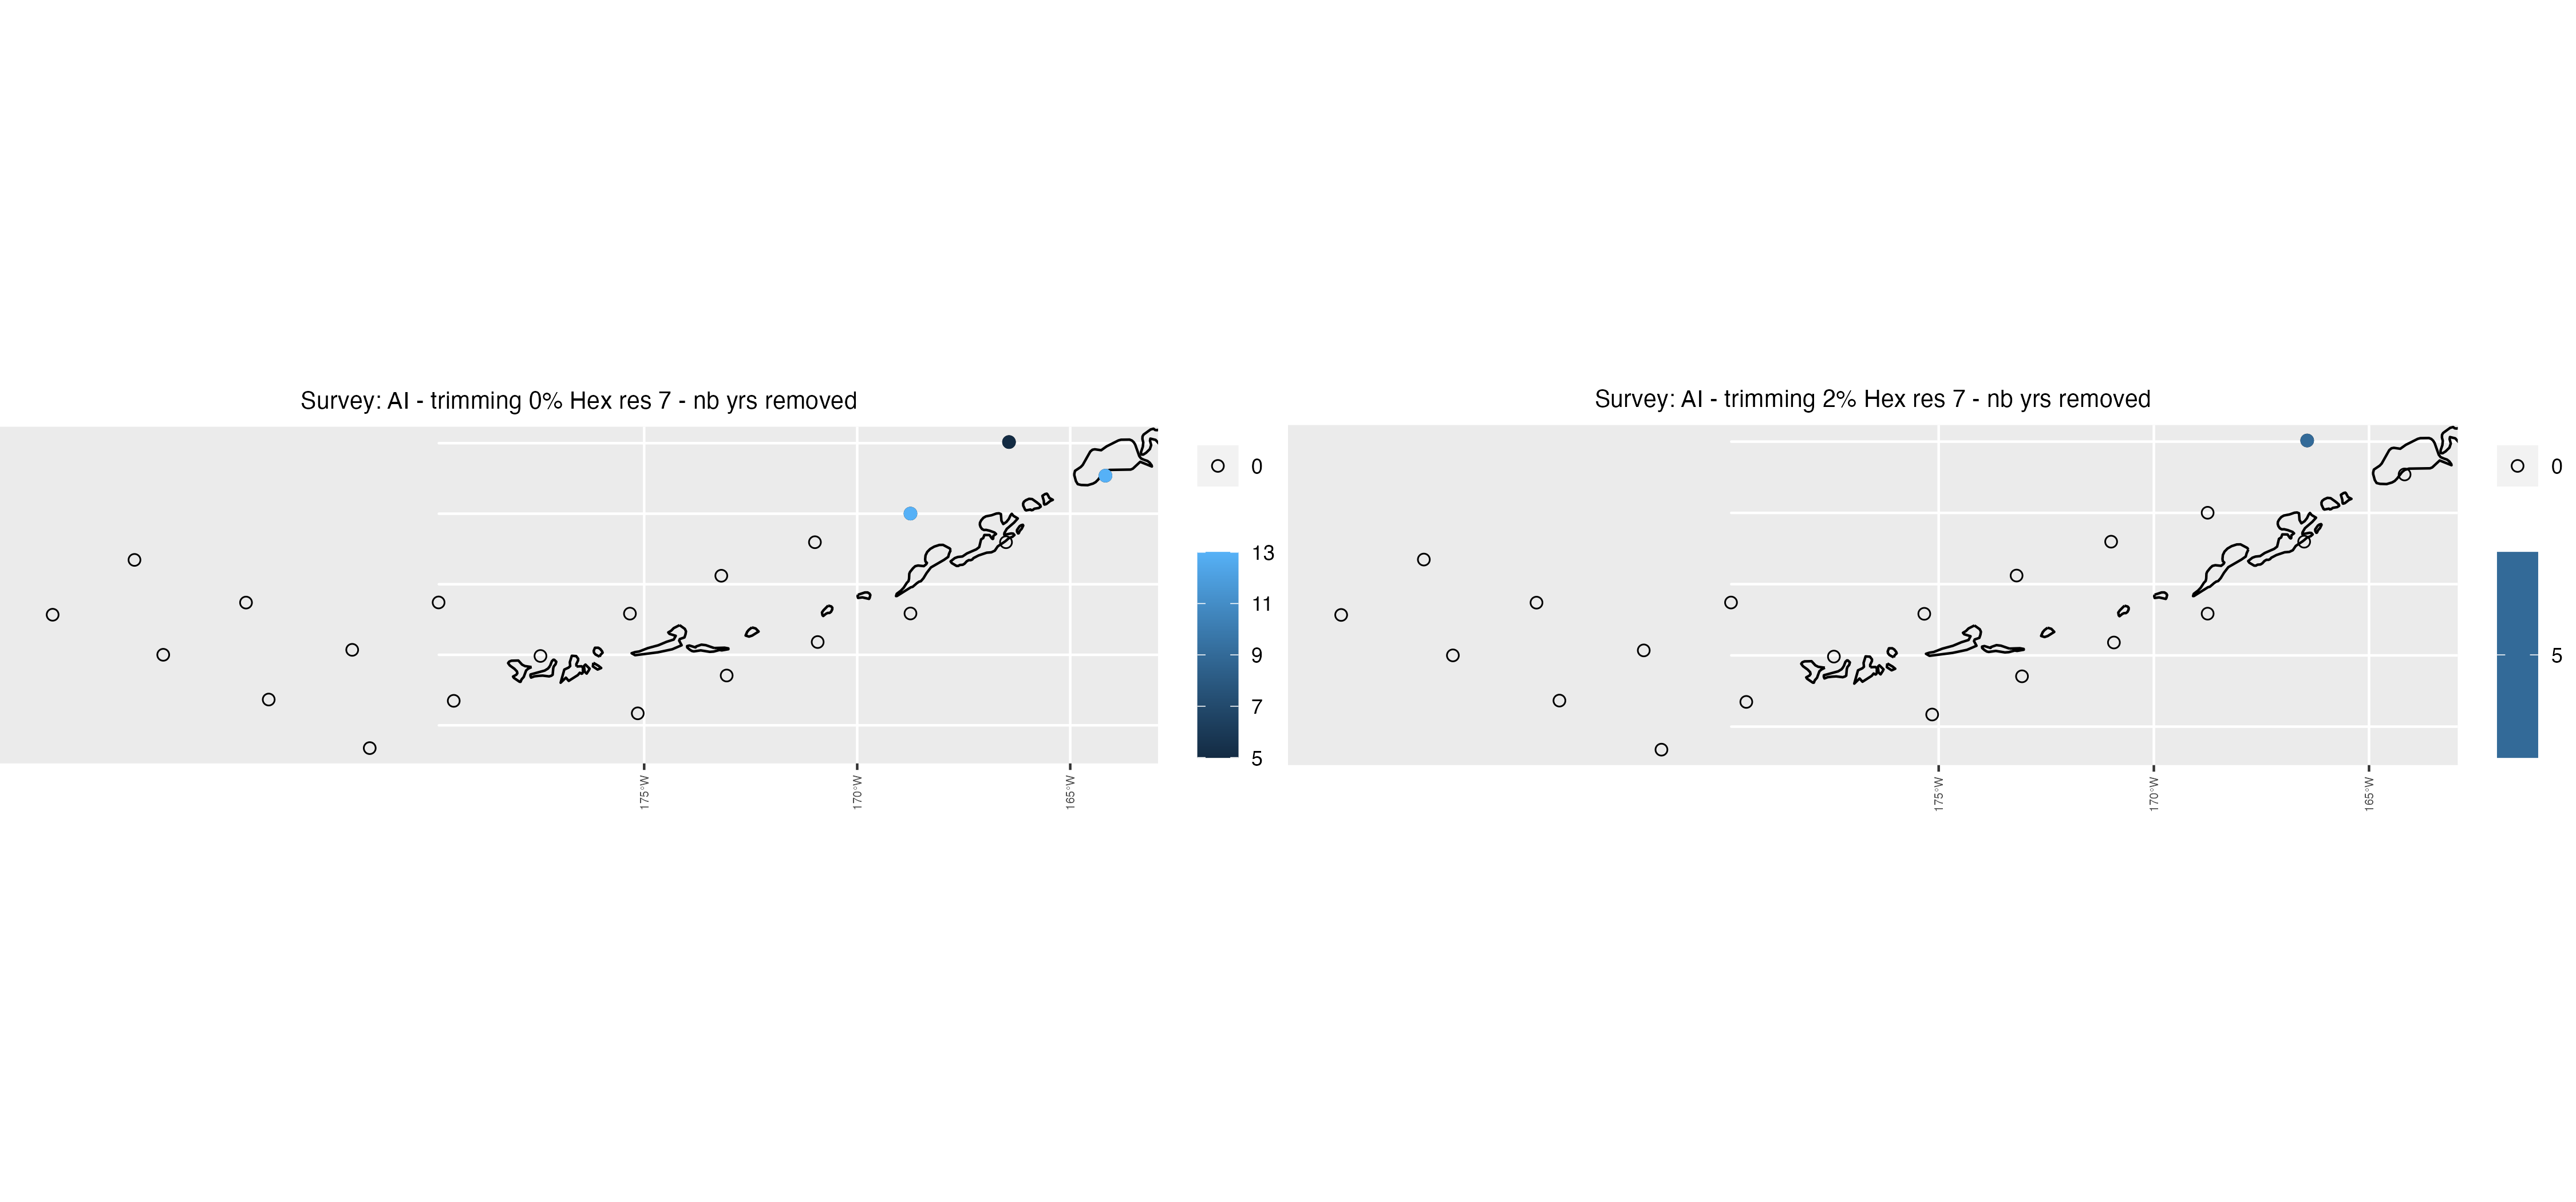 Survey: AI - trimming 0% Hex res 7 - nb yrs removed
0
13
11
9
7
5
175°W
170°W
165°W
Survey: AI - trimming 2% Hex res 7 - nb yrs removed
0
5
175°W
170°W
165°W